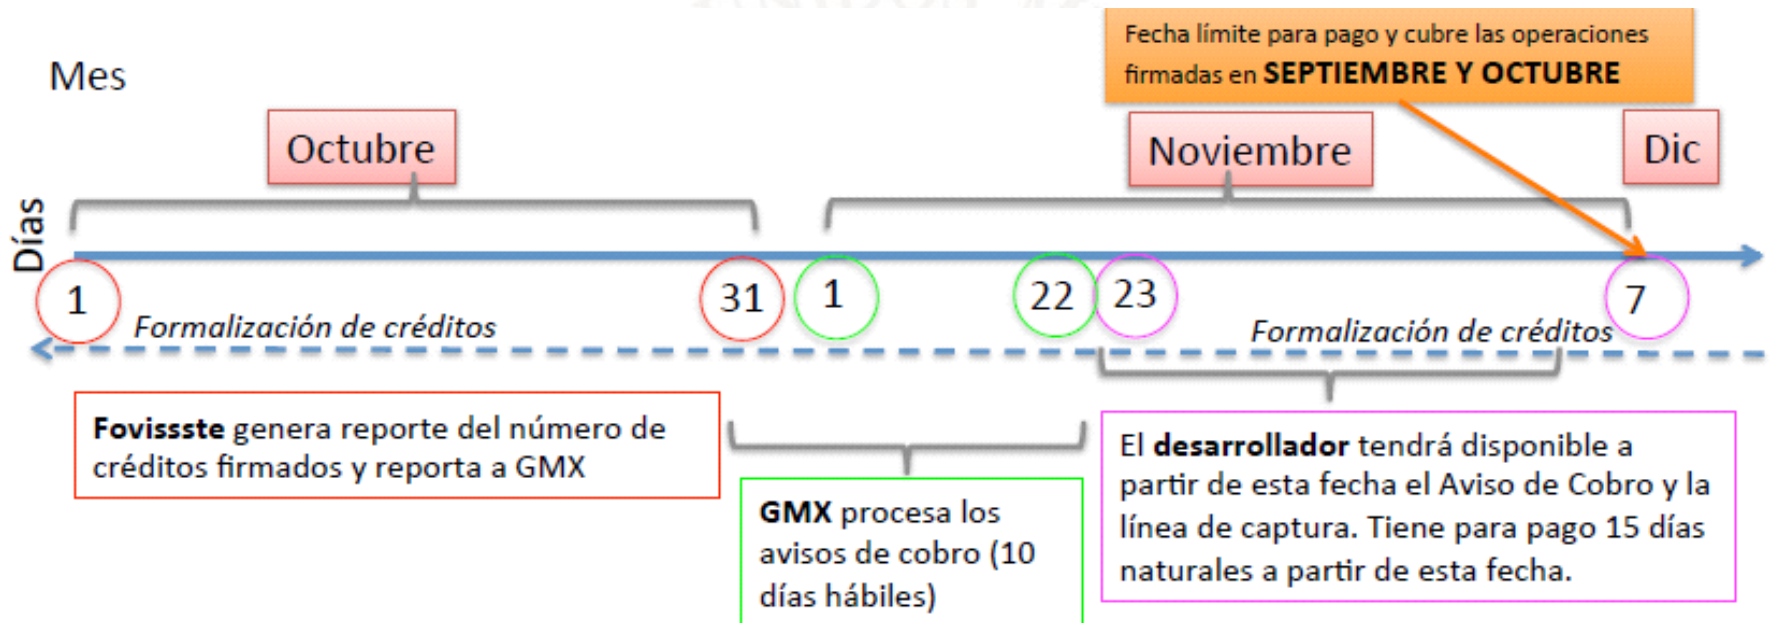 Fecha límite para pago y cubre las operaciones
firmadas en SEPTIEMBRE Y OCTUBRE
Mes
Octubre
Noviembre
Dic
Días
1
31
1
22
23
7
Formalización de créditos
Formalización de créditos
Fovissste genera reporte del número de
créditos firmados y reporta a GMX
GMX procesa los
avisos de cobro (10
días hábiles)
El desarrollador tendrá disponible a
partir de esta fecha el Aviso de Cobro y la
línea de captura. Tiene para pago 15 días
naturales a partir de esta fecha.